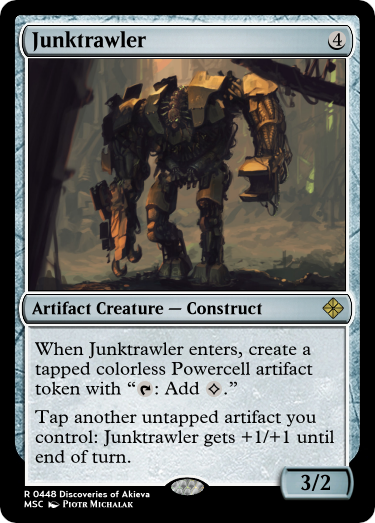 Junktrawler 4
Artifact Creature — Construct
When Junktrawler enters, create a
tapped colorless Powercell artifact
token with “: Add .”
Tap another untapped artifact you
control: Junktrawler gets +1/+1 until
end of turn.
3/2
R 0448 Discoveries of Akieva
MSC Piotr Michalak